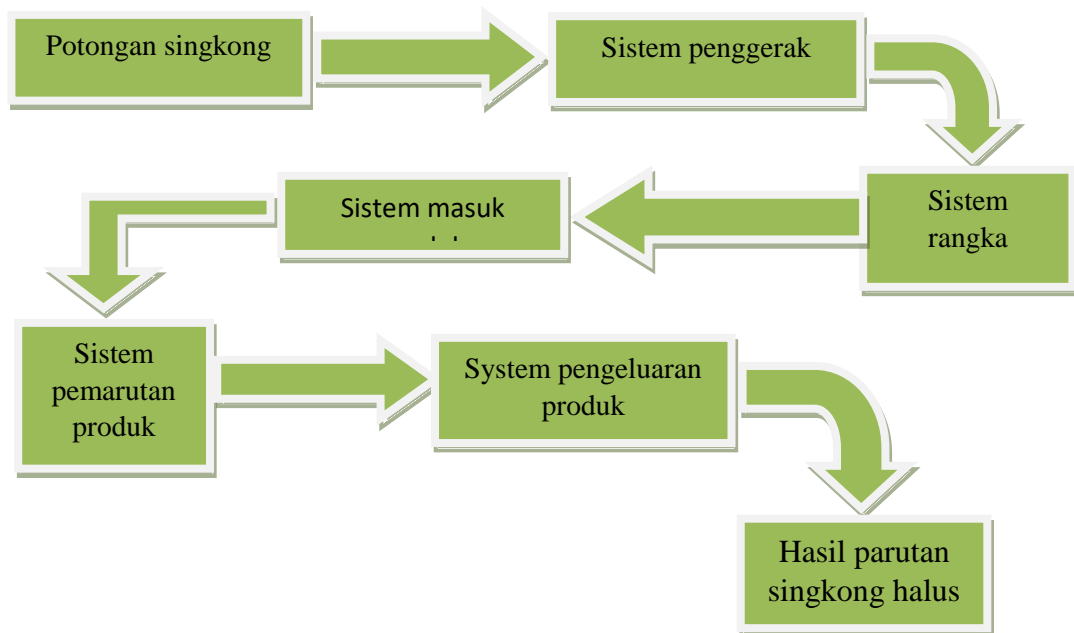 Potongan singkong
Sistem penggerak
Sistem
rangka
Sistem masuk
Sistem
pemarutan
produk
System pengeluaran
produk
Hasil parutan
singkong halus